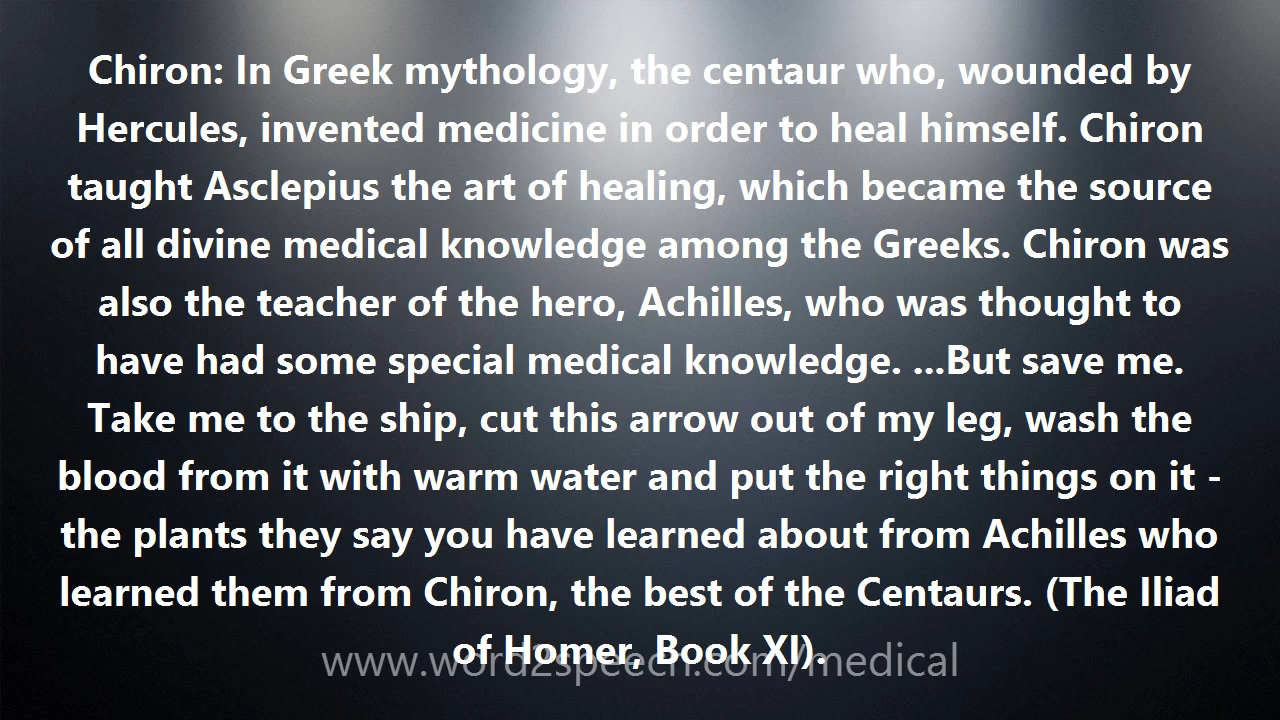 Chiron: In Greek mythology, the centaur who, wounded by
Hercules, invented medicine in order to heal himself. Chiron
taught Asclepius the art of healing, which became the source
of all divine medical knowledge among the Greeks. Chiron was
also the teacher of the hero, Achilles, who was thought to
have had some special medical knowledge. ...But save me.
Take me to the ship, cut this arrow out of my leg, wash the
blood from it with warm water and put the right things on it -
the plants they say you have learned about from Achilles who
learned them from Chiron, the best of the Centaurs. (The Iliad
of Homer, Book XI).
www.word2speech.com/medical